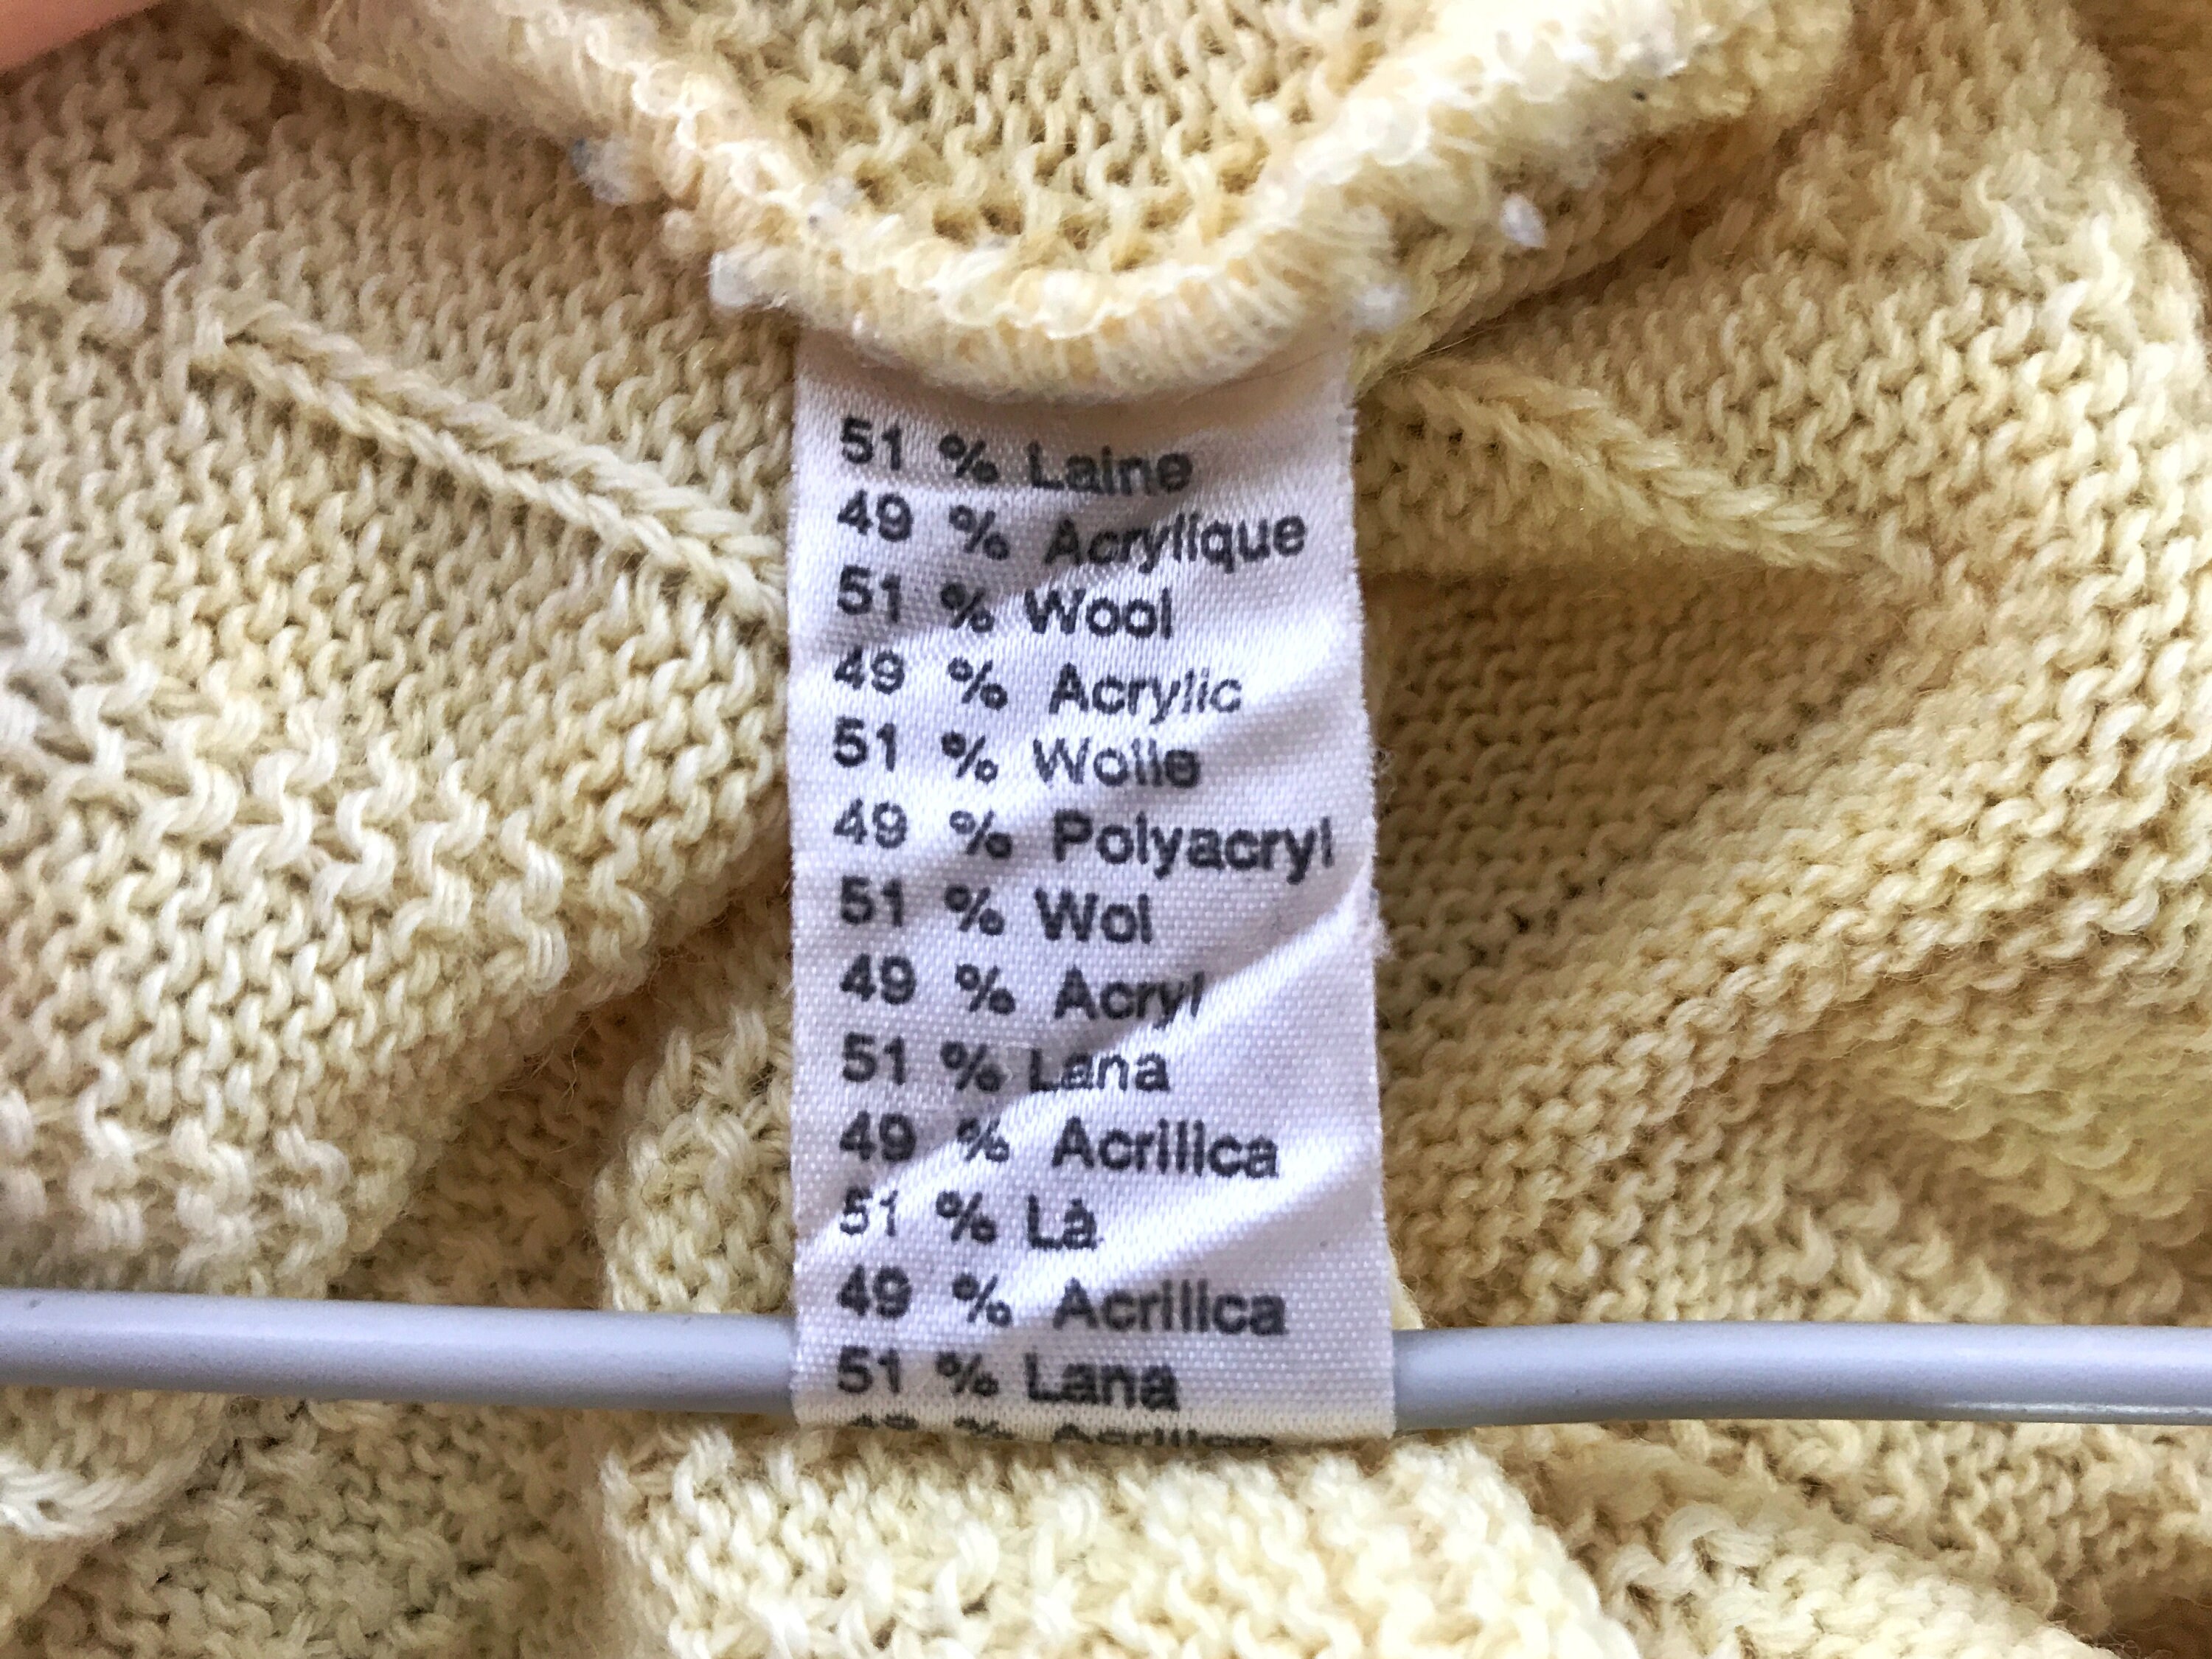 51 % Laine
49 % Acrylique
51 % Wool
49 % Acrylic
51 % Wolle
49 % Polyacryl
51 % Wol
49 % Acryl
51 % Lana
49 % Acrilica
51 % Là
49 % Acrilica
51 % Lana